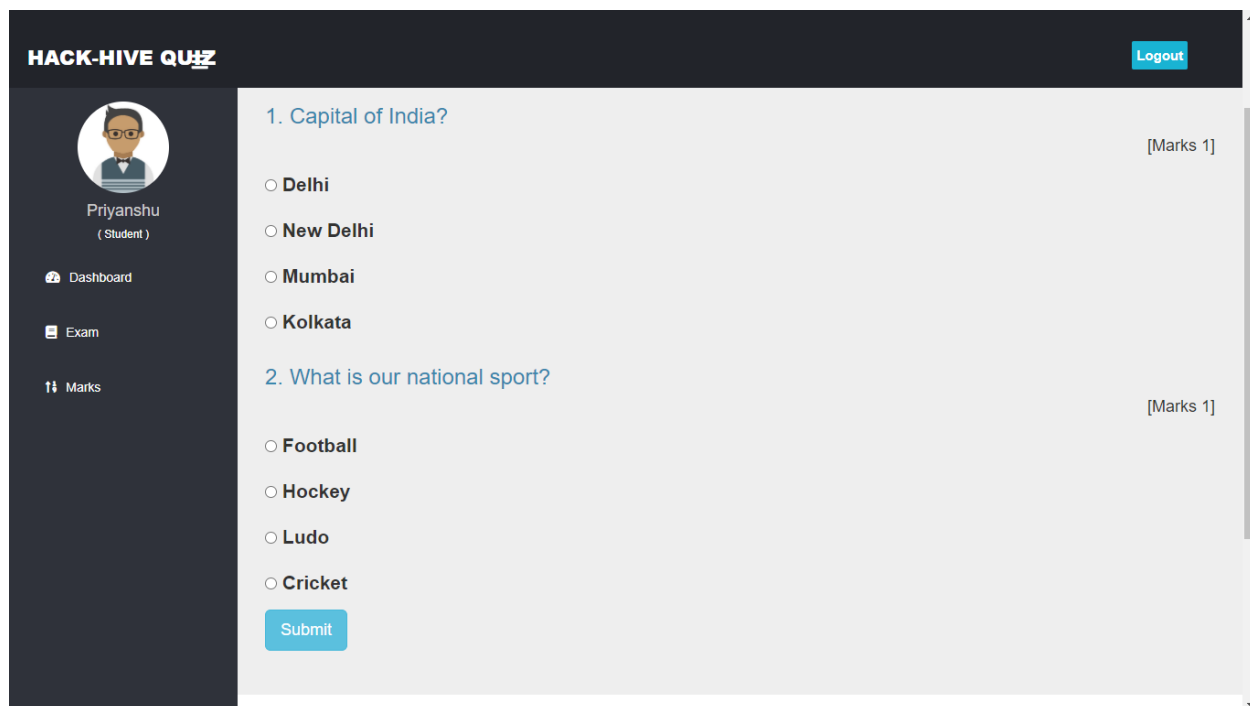 HACK-HIVE QUIZ
Logout
Priyanshu
( Student )
Dashboard
Exam
Marks
1. Capital of India?
[Marks 1]
Delhi
New Delhi
Mumbai
Kolkata
2. What is our national sport?
[Marks 1]
Football
Hockey
Ludo
Cricket
Submit